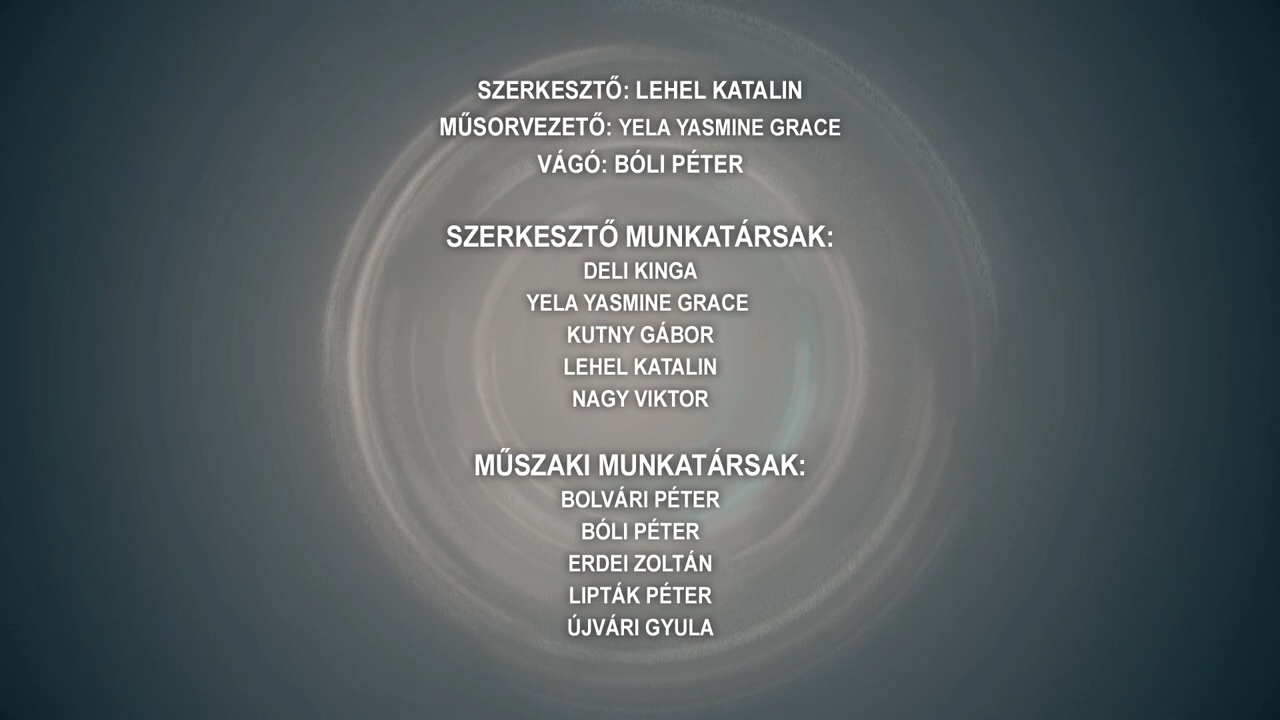 SZERKESZTŐ: LEHEL KATALIN
MŰSORVEZETŐ: YELA YASMINE GRACE
VÁGÓ: BÓLI PÉTER
SZERKESZTŐ MUNKATÁRSAK:
DELI KINGA
YELA YASMINE GRACE
KUTNY GÁBOR
LEHEL KATALIN
NAGY VIKTOR
MŰSZAKI MUNKATÁRSAK:
BOLVÁRI PÉTER
BÓLI PÉTER
ERDEI ZOLTÁN
LIPTÁK PÉTER
ÚJVÁRI GYULA